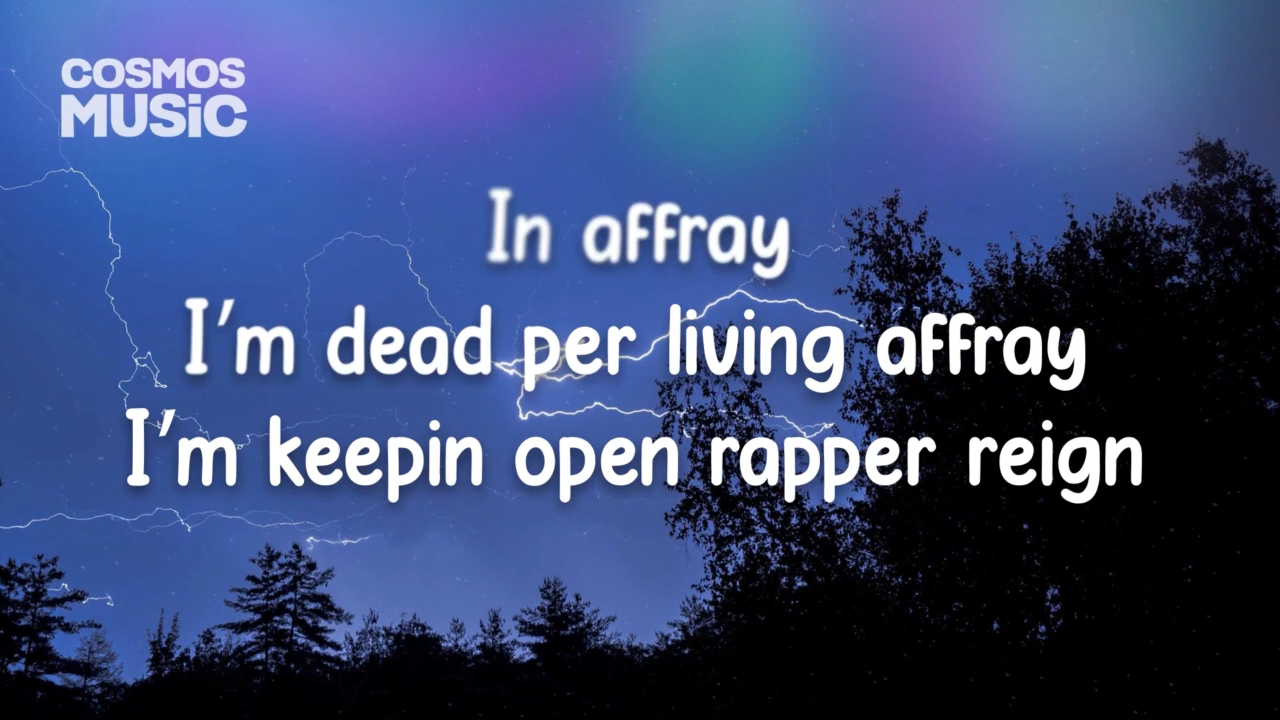 COSMOS
MUSiC
In affray
I'm dead per living affray
I'm keepin open rapper reign